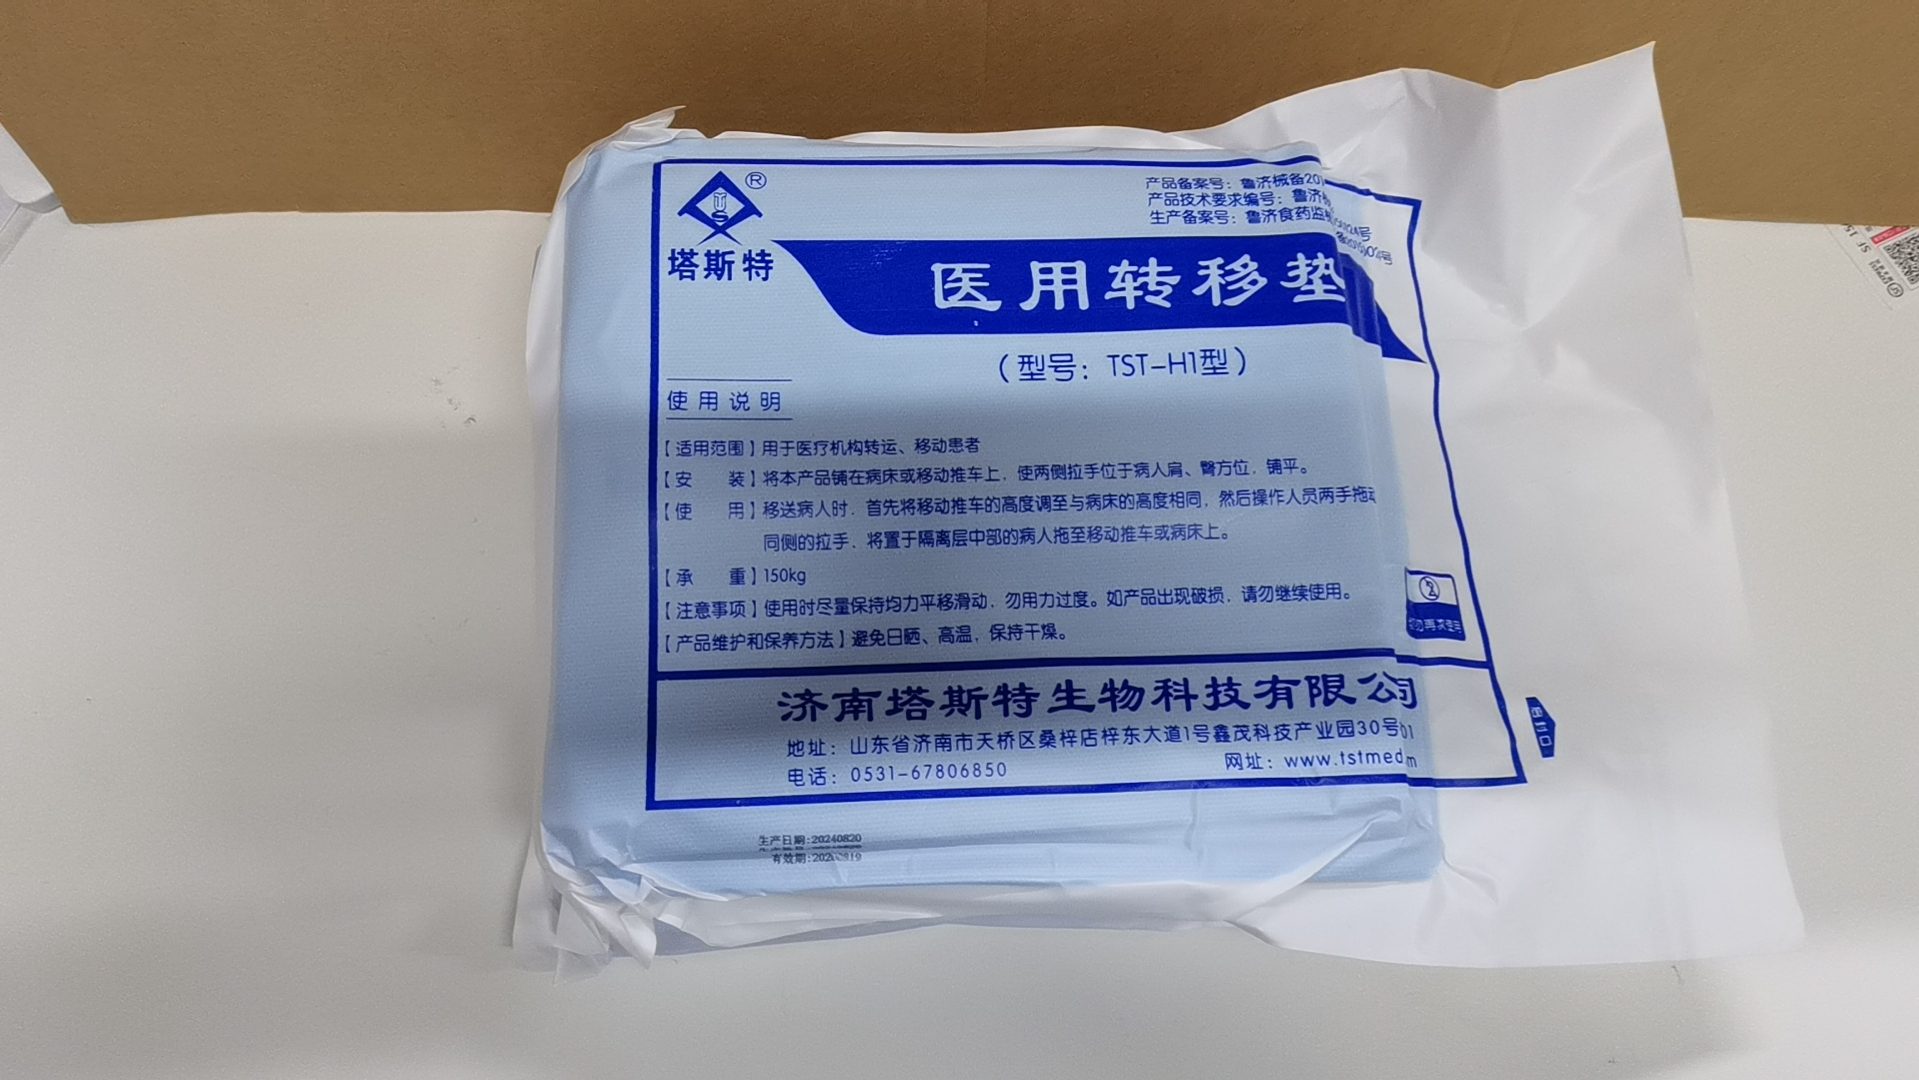 ®
塔斯特
产品备案号：鲁济械备20
产品技术要求编号：鲁济
生产备案号：鲁济食药监
医用转移垫
（型号：TST-H1型）
使用说明
【适用范围】用于医疗机构转运、移动患者
【安 装】将本产品铺在病床或移动推车上，使两侧拉手位于病人肩、臀方位，铺平。
【使 用】移送病人时，首先将移动推车的高度调至与病床的高度相同，然后操作人员两手拖动
同侧的拉手，将置于隔离层中部的病人拖至移动推车或病床上。
【承 重】150kg
【注意事项】使用时尽量保持均力平移滑动，勿用力过度。如产品出现破损，请勿继续使用。
【产品维护和保养方法】避免日晒、高温，保持干燥。
2
勿再次使用
济南塔斯特生物科技有限公司
地址：山东省济南市天桥区桑梓店梓东大道1号鑫茂科技产业园30号
电话：0531-67806850
网址：www.tstmed
生产日期:20240820
有效期:
SF